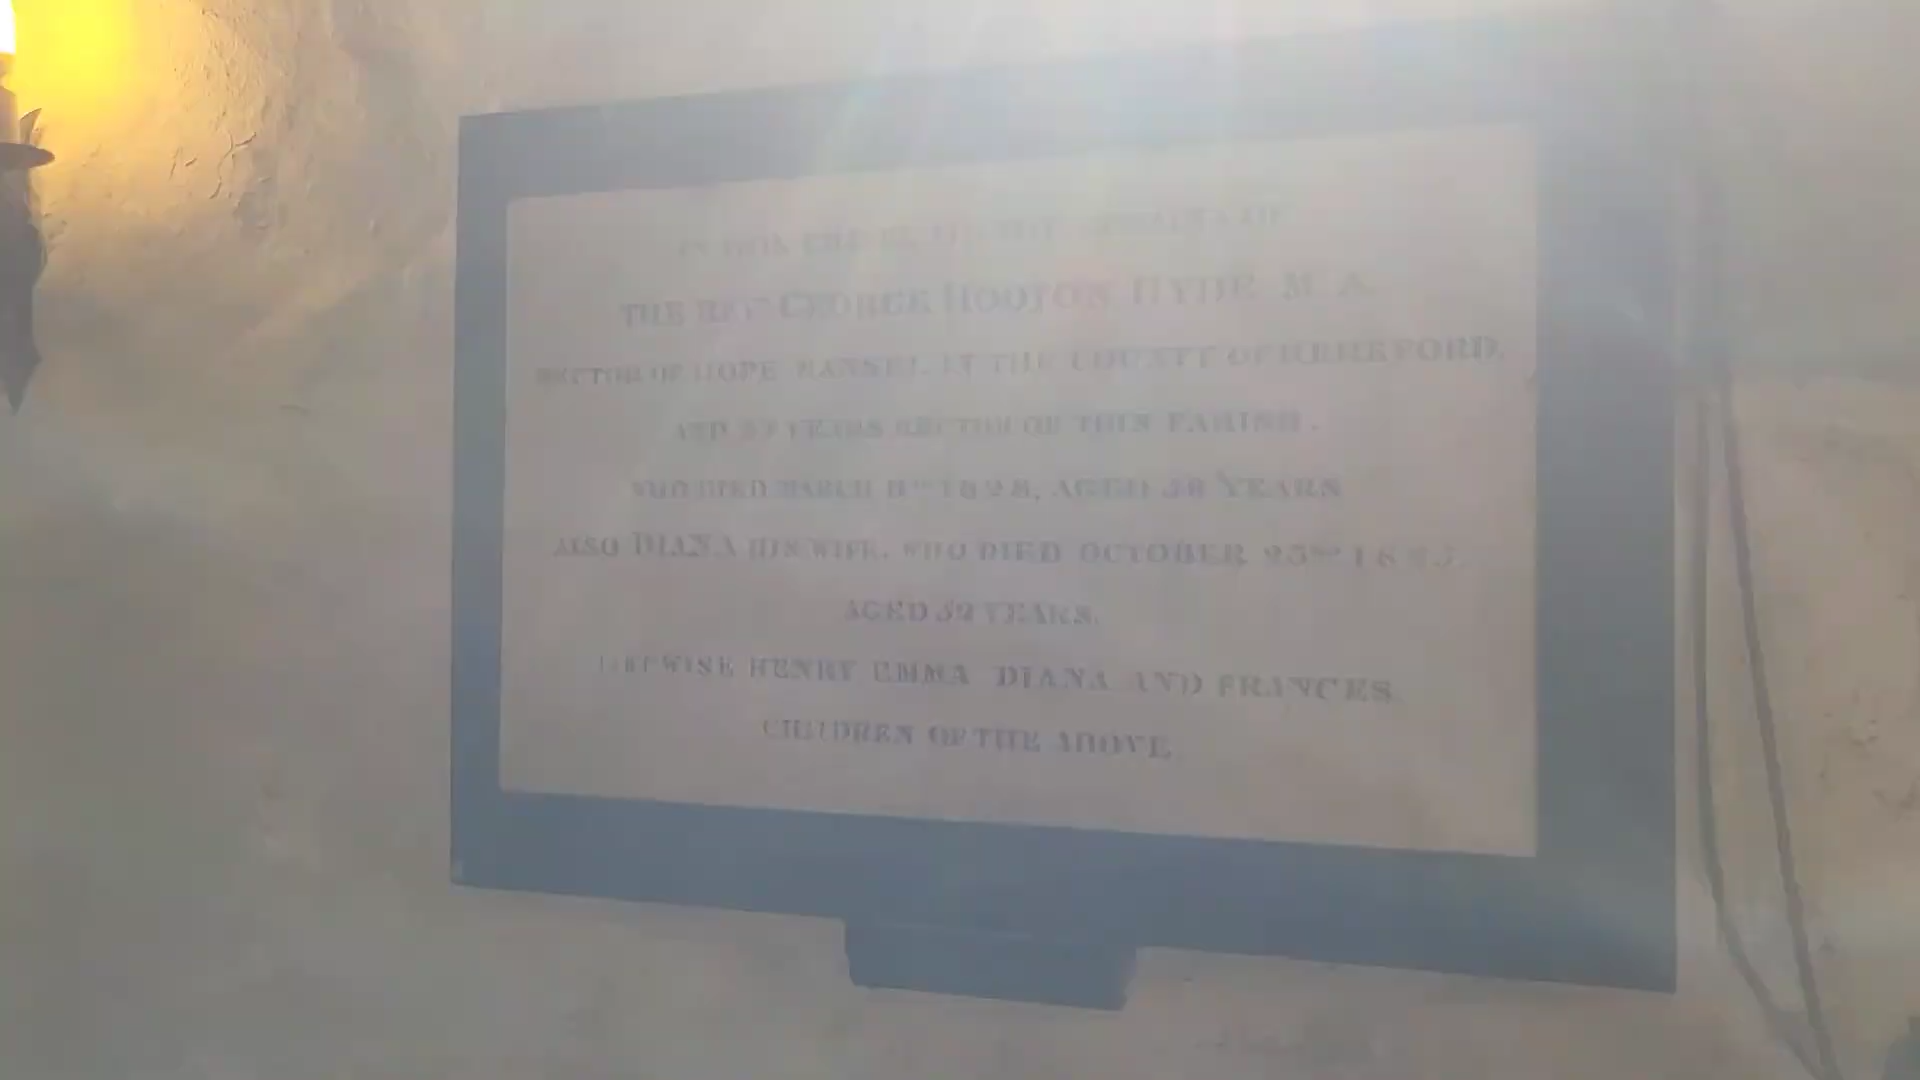 THE REVD GEORGE HOOTON HYDE M.A.
RECTOR OF HOPE MANSEL IN THE COUNTY OF HEREFORD,
AND YEARS RECTOR OF THIS PARISH.
WHO DIED MARCH 1828, AGED YEARS
ALSO DIANA HIS WIFE, WHO DIED OCTOBER
AGED YEARS.
LIKEWISE HENRY EMMA DIANA AND FRANCES.
CHILDREN OF THE ABOVE